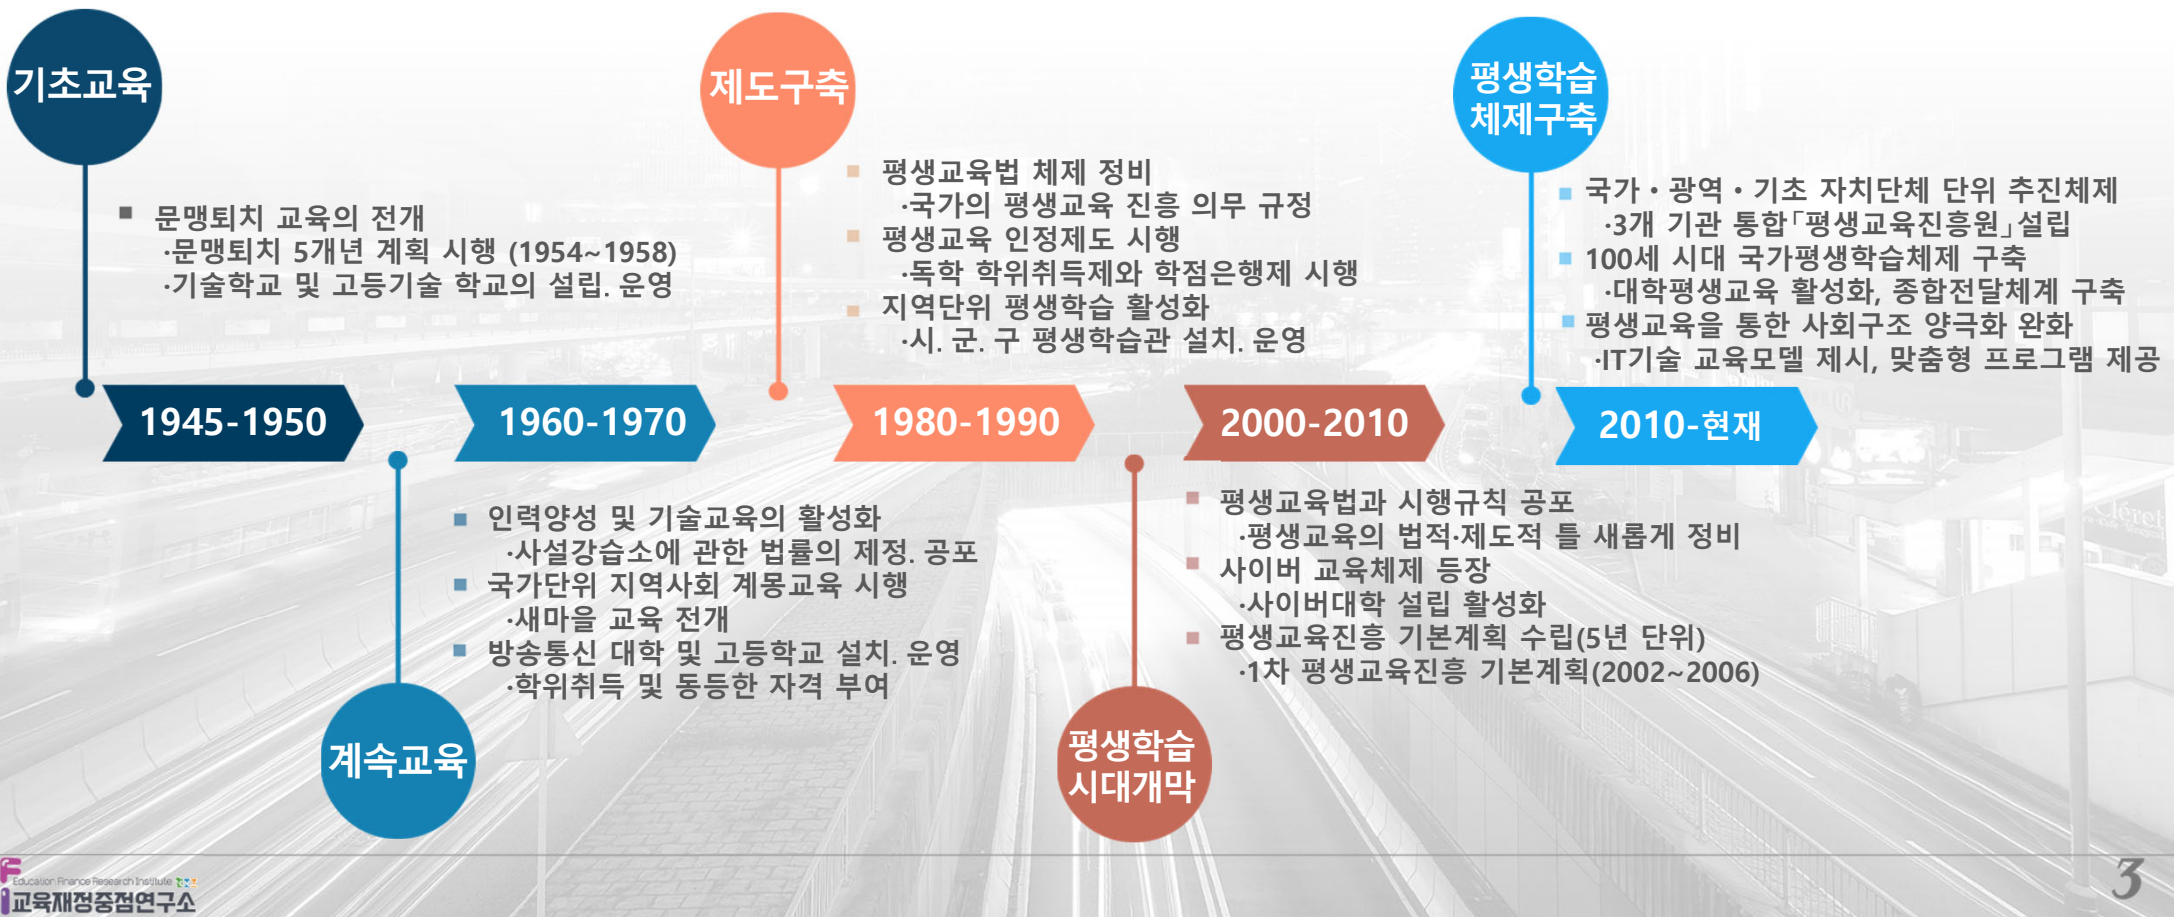 기초교육
문맹퇴치 교육의 전개
·문맹퇴치 5개년 계획 시행 (1954~1958)
·기술학교 및 고등기술 학교의 설립. 운영
제도구축
평생교육법 체제 정비
·국가의 평생교육 진흥 의무 규정
평생교육 인정제도 시행
·독학 학위취득제와 학점은행제 시행
지역단위 평생학습 활성화
·시. 군. 구 평생학습관 설치. 운영
평생학습
체제구축
국가 • 광역 • 기초 자치단체 단위 추진체제
·3개 기관 통합「평생교육진흥원」설립
100세 시대 국가평생학습체제 구축
·대학평생교육 활성화, 종합전달체계 구축
평생교육을 통한 사회구조 양극화 완화
·IT기술 교육모델 제시, 맞춤형 프로그램 제공
1945-1950
1960-1970
1980-1990
2000-2010
2010-현재
인력양성 및 기술교육의 활성화
·사설강습소에 관한 법률의 제정. 공포
국가단위 지역사회 계몽교육 시행
·새마을 교육 전개
방송통신 대학 및 고등학교 설치. 운영
·학위취득 및 동등한 자격 부여
계속교육
평생교육법과 시행규칙 공포
·평생교육의 법적·제도적 틀 새롭게 정비
사이버 교육체제 등장
·사이버대학 설립 활성화
평생교육진흥 기본계획 수립(5년 단위)
·1차 평생교육진흥 기본계획(2002~2006)
평생학습
시대개막
Education Finance Research Institute
교육재정중점연구소
3